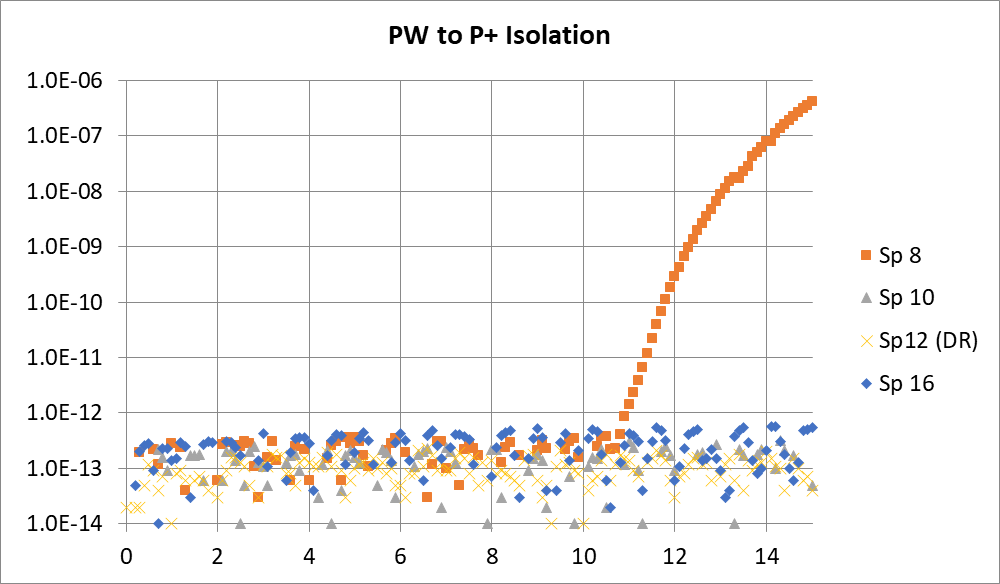 PW to P+ Isolation
1.0E-06
1.0E-07
1.0E-08
1.0E-09
1.0E-10
1.0E-11
1.0E-12
1.0E-13
1.0E-14
0 2 4 6 8 10 12 14
Sp 8
Sp 10
Sp12 (DR)
Sp 16